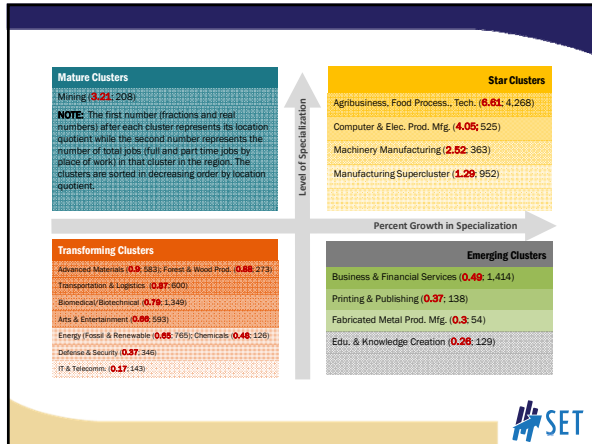 Mature Clusters
Mining (3.21; 208)
NOTE: The first number (fractions and real
numbers) after each cluster represents its location
quotient while the second number represents the
number of total jobs (full and part time jobs by
place of work) in that cluster in the region. The
clusters are sorted in decreasing order by location
quotient.
Level of Specialization
Star Clusters
Agribusiness, Food Process., Tech. (6.61; 4,268)
Computer & Elec. Prod. Mfg. (4.05; 525)
Machinery Manufacturing (2.52; 363)
Manufacturing Supercluster (1.29; 952)
Percent Growth in Specialization
Transforming Clusters
Advanced Materials (0.9; 583); Forest & Wood Prod. (0.88; 273)
Transportation & Logistics (0.87; 600)
Biomedical/Biotechnical (0.79; 1,349)
Arts & Entertainment (0.66; 593)
Energy (Fossil & Renewable (0.65; 765); Chemicals (0.48; 126)
Defense & Security (0.37; 346)
IT & Telecomm. (0.17; 143)
Emerging Clusters
Business & Financial Services (0.49; 1,414)
Printing & Publishing (0.37; 138)
Fabricated Metal Prod. Mfg. (0.3; 54)
Edu. & Knowledge Creation (0.26; 129)
SET